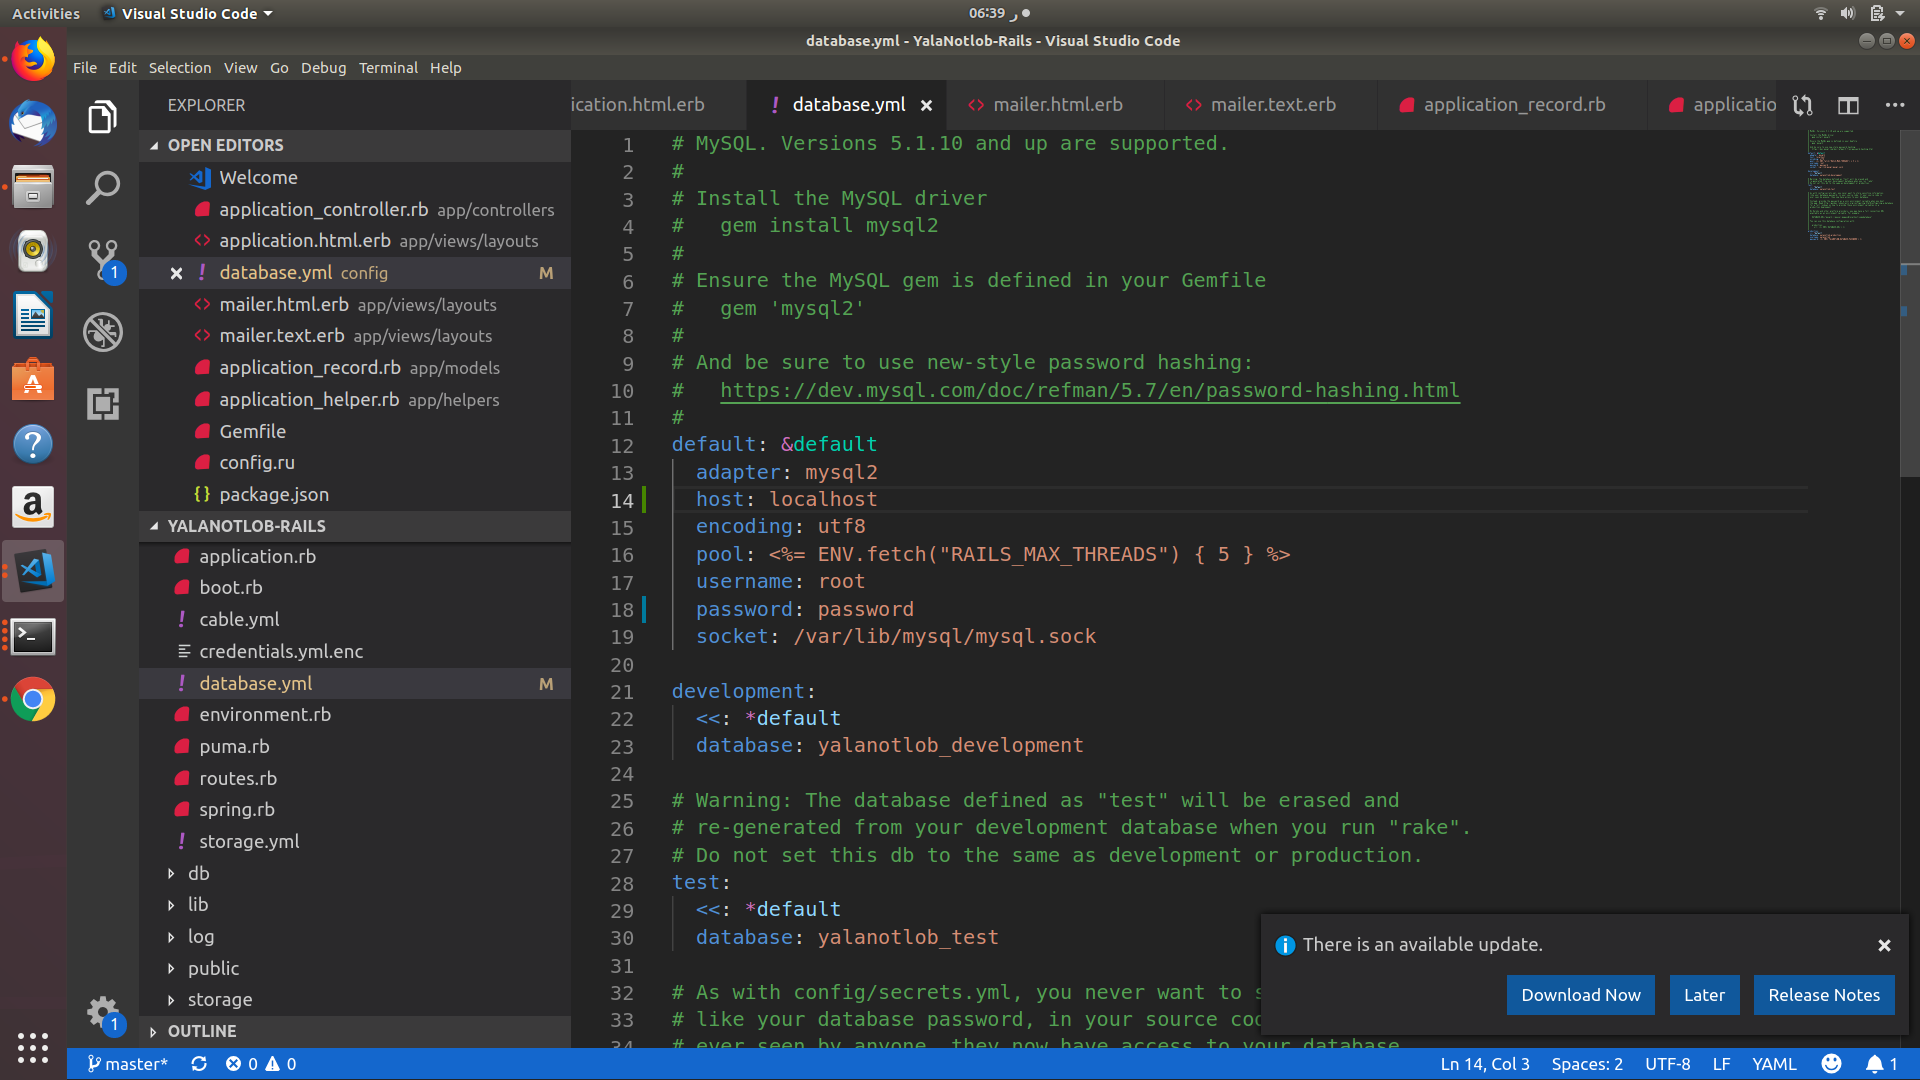 Activities
Visual Studio Code
06:39 ر
database.yml - YalaNotlob-Rails - Visual Studio Code
File Edit Selection View Go Debug Terminal Help
EXPLORER
OPEN EDITORS
Welcome
application_controller.rb app/controllers
application.html.erb app/views/layouts
database.yml config M
mailer.html.erb app/views/layouts
mailer.text.erb app/views/layouts
application_record.rb app/models
application_helper.rb app/helpers
Gemfile
config.ru
package.json
YALANOTLOB-RAILS
application.rb
boot.rb
cable.yml
credentials.yml.enc
database.yml M
environment.rb
puma.rb
routes.rb
spring.rb
storage.yml
db
lib
log
public
storage
OUTLINE
1
1
ication.html.erb database.yml mailer.html.erb mailer.text.erb application_record.rb applicatio
1 # MySQL. Versions 5.1.10 and up are supported.
2 #
3 # Install the MySQL driver
4 #   gem install mysql2
5 #
6 # Ensure the MySQL gem is defined in your Gemfile
7 #   gem 'mysql2'
8 #
9 # And be sure to use new-style password hashing:
10 #   https://dev.mysql.com/doc/refman/5.7/en/password-hashing.html
11 #
12 default: &default
13   adapter: mysql2
14   host: localhost
15   encoding: utf8
16   pool: <%= ENV.fetch("RAILS_MAX_THREADS") { 5 } %>
17   username: root
18   password: password
19   socket: /var/lib/mysql/mysql.sock
20
21 development:
22   <<: *default
23   database: yalanotlob_development
24
25 # Warning: The database defined as "test" will be erased and
26 # re-generated from your development database when you run "rake".
27 # Do not set this db to the same as development or production.
28 test:
29   <<: *default
30   database: yalanotlob_test
31
32 # As with config/secrets.yml, you never want to s
33 # like your database password, in your source cod
34 # ever seen by anyone, they now have access to your database
There is an available update.
Download Now Later Release Notes
master* 0 0
Ln 14, Col 3 Spaces: 2 UTF-8 LF YAML 1